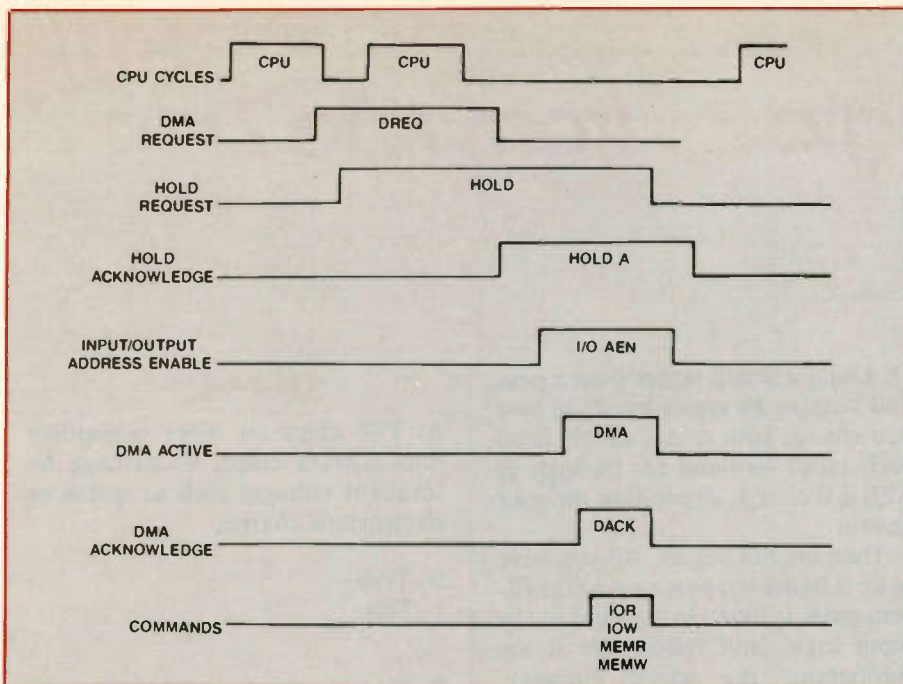 CPU CPU CPU
CPU CYCLES
DMA
REQUEST
DREQ
HOLD
REQUEST
HOLD
HOLD
ACKNOWLEDGE
HOLD A
INPUT/OUTPUT
ADDRESS ENABLE
I/O AEN
DMA ACTIVE
DMA
DMA
ACKNOWLEDGE
DACK
COMMANDS
IOR
IOW
MEMR
MEMW